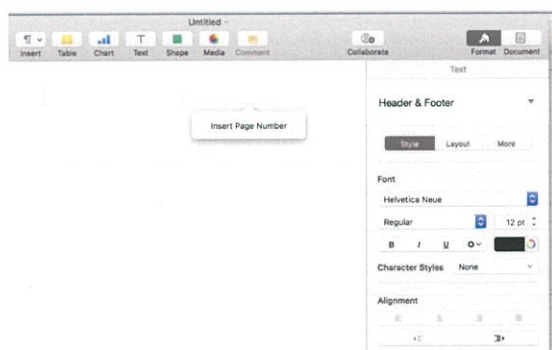 Untitled
Insert Table Chart Text Shape Media Comment Collaborate Format Document
Text
Header & Footer
Insert Page Number
Style Layout More
Font
Helvetica Neue
Regular 12 pt
B I U
Character Styles None
Alignment